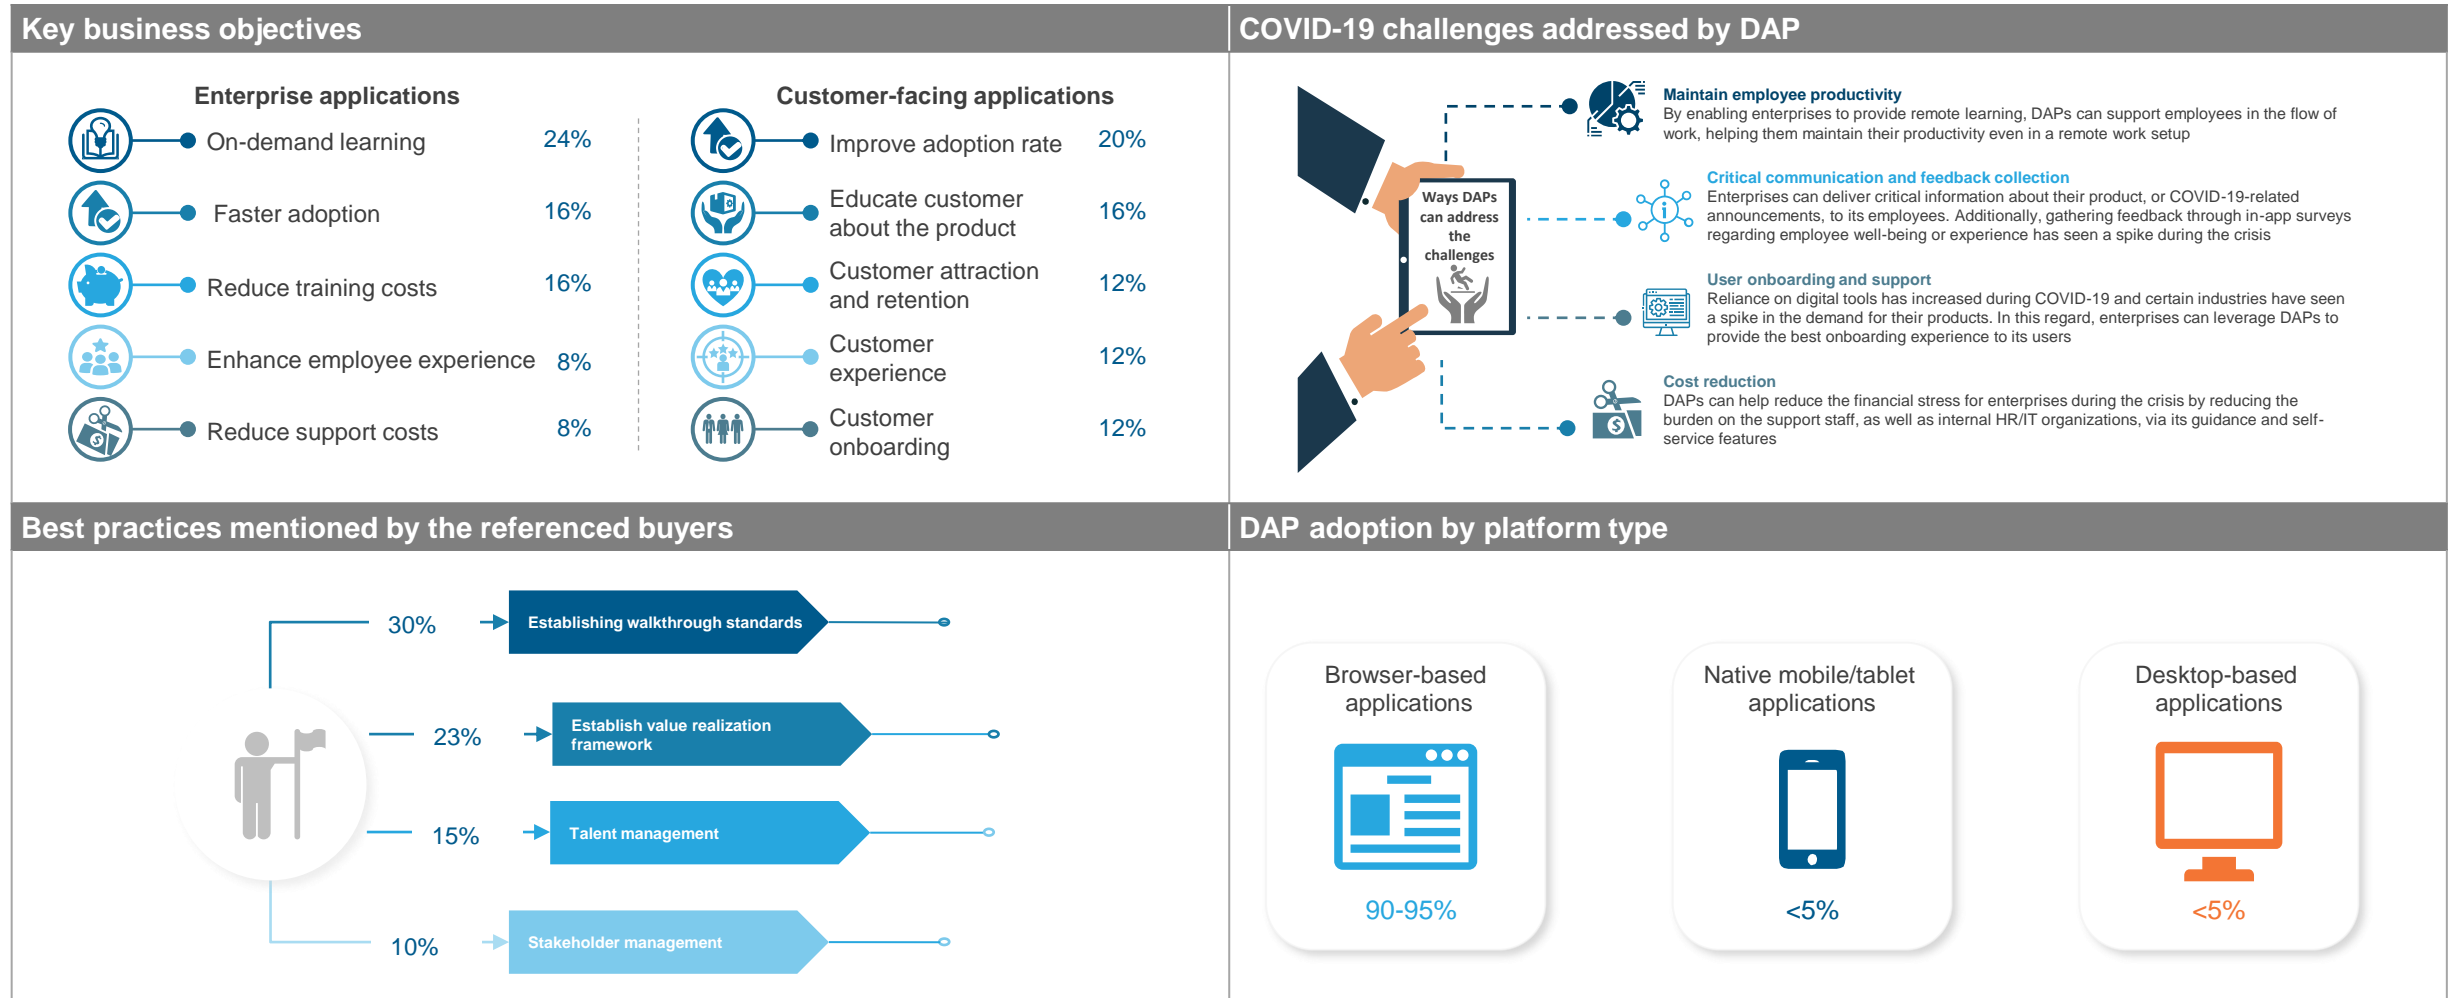 Key business objectives
Enterprise applications
On-demand learning 24%
Faster adoption 16%
Reduce training costs 16%
Enhance employee experience 8%
Reduce support costs 8%
Customer-facing applications
Improve adoption rate 20%
Educate customer
about the product 16%
Customer attraction
and retention 12%
Customer
experience 12%
Customer
onboarding 12%
COVID-19 challenges addressed by DAP
Ways DAPs
can address
the
challenges
Maintain employee productivity
By enabling enterprises to provide remote learning, DAPs can support employees in the flow of
work, helping them maintain their productivity even in a remote work setup
Critical communication and feedback collection
Enterprises can deliver critical information about their product, or COVID-19-related
announcements, to its employees. Additionally, gathering feedback through in-app surveys
regarding employee well-being or experience has seen a spike during the crisis
User onboarding and support
Reliance on digital tools has increased during COVID-19 and certain industries have seen
a spike in the demand for their products. In this regard, enterprises can leverage DAPs to
provide the best onboarding experience to its users
Cost reduction
DAPs can help reduce the financial stress for enterprises during the crisis by reducing the
burden on the support staff, as well as internal HR/IT organizations, via its guidance and self-
service features
Best practices mentioned by the referenced buyers
30% Establishing walkthrough standards
23% Establish value realization
framework
15% Talent management
10% Stakeholder management
DAP adoption by platform type
Browser-based
applications
90-95%
Native mobile/tablet
applications
<5%
Desktop-based
applications
<5%